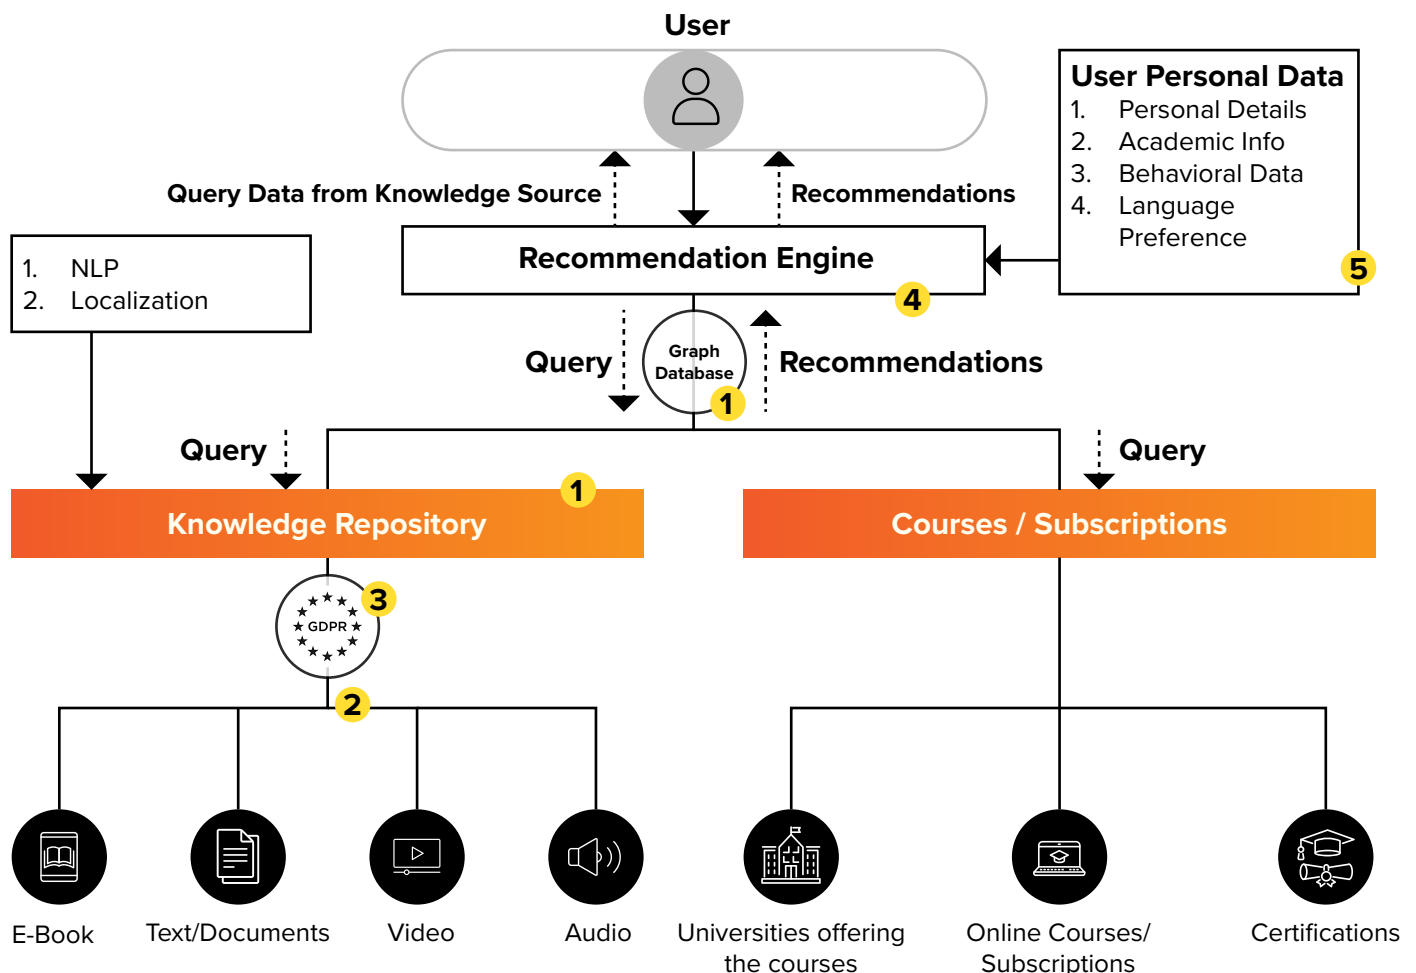 User
User Personal Data
1. Personal Details
2. Academic Info
3. Behavioral Data
4. Language
Preference
5
Query Data from Knowledge Source
Recommendations
Recommendation Engine
4
1. NLP
2. Localization
Query
Graph
Database
1
Recommendations
Query
Query
1
Knowledge Repository
Courses / Subscriptions
3
GDPR
2
E-Book
Text/Documents
Video
Audio
Universities offering
the courses
Online Courses/
Subscriptions
Certifications